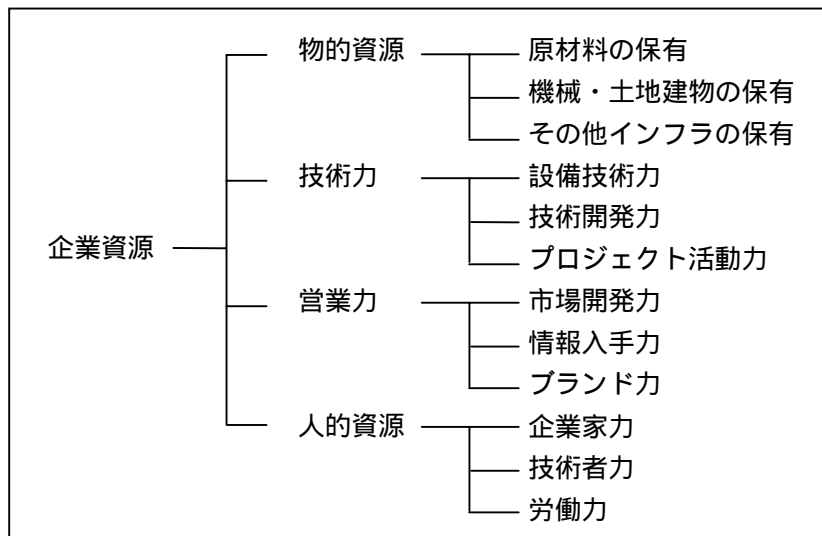 物的資源
原材料の保有
機械・土地建物の保有
その他インフラの保有
技術力
設備技術力
技術開発力
プロジェクト活動力
企業資源
営業力
市場開発力
情報入手力
ブランド力
人的資源
企業家力
技術者力
労働力